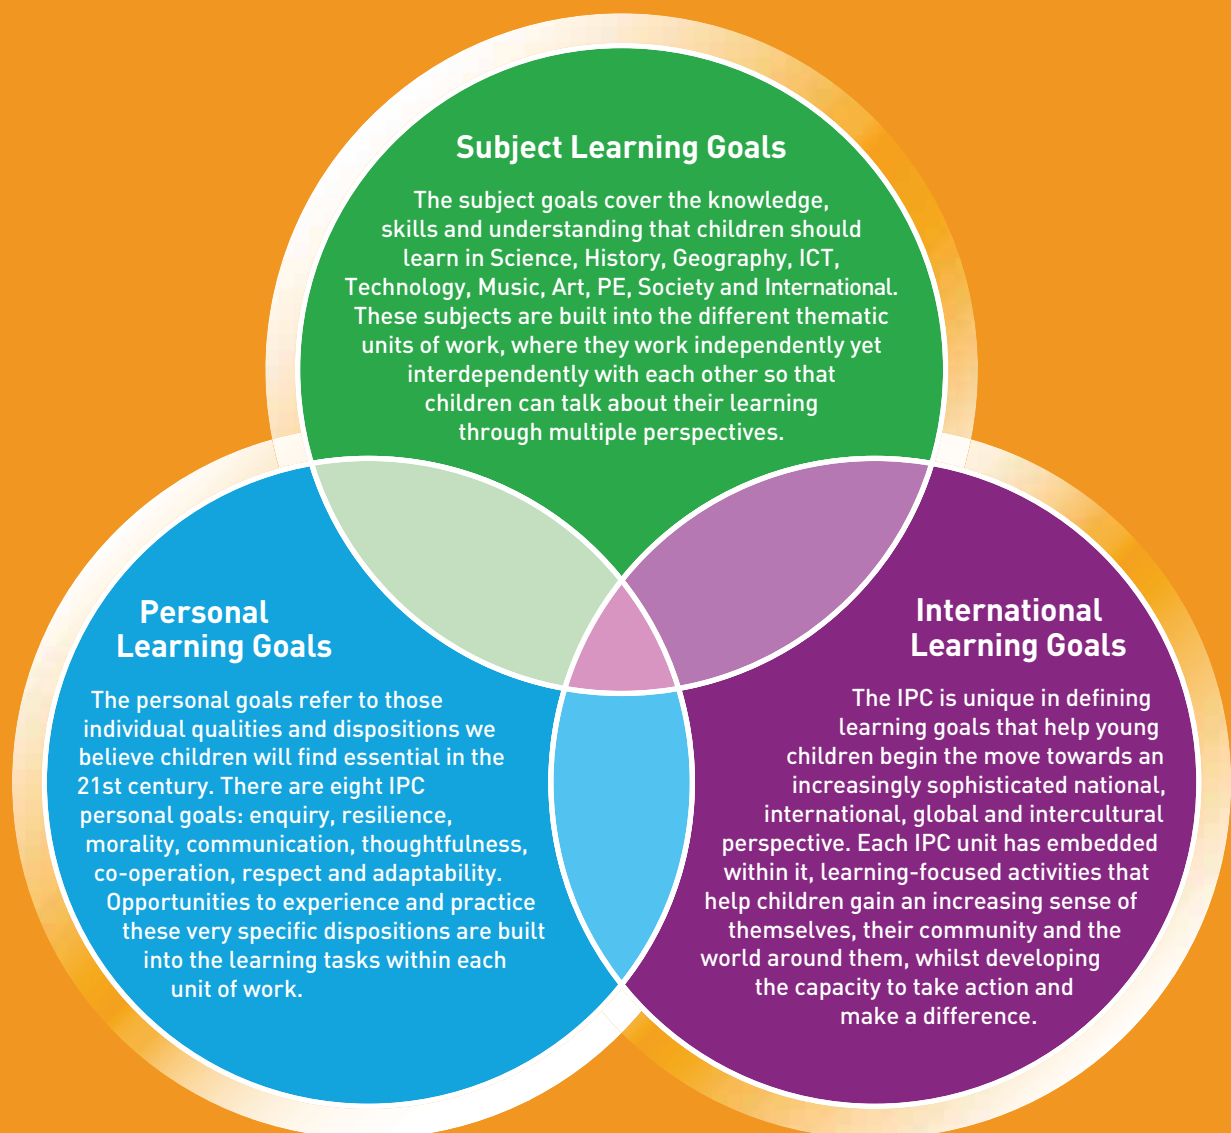 Subject Learning Goals
The subject goals cover the knowledge,
skills and understanding that children should
learn in Science, History, Geography, ICT,
Technology, Music, Art, PE, Society and International.
These subjects are built into the different thematic
units of work, where they work independently yet
interdependently with each other so that
children can talk about their learning
through multiple perspectives.
Personal
Learning Goals
The personal goals refer to those
individual qualities and dispositions we
believe children will find essential in the
21st century. There are eight IPC
personal goals: enquiry, resilience,
morality, communication, thoughtfulness,
co-operation, respect and adaptability.
Opportunities to experience and practice
these very specific dispositions are built
into the learning tasks within each
unit of work.
International
Learning Goals
The IPC is unique in defining
learning goals that help young
children begin the move towards an
increasingly sophisticated national,
international, global and intercultural
perspective. Each IPC unit has embedded
within it, learning-focused activities that
help children gain an increasing sense of
themselves, their community and the
world around them, whilst developing
the capacity to take action and
make a difference.